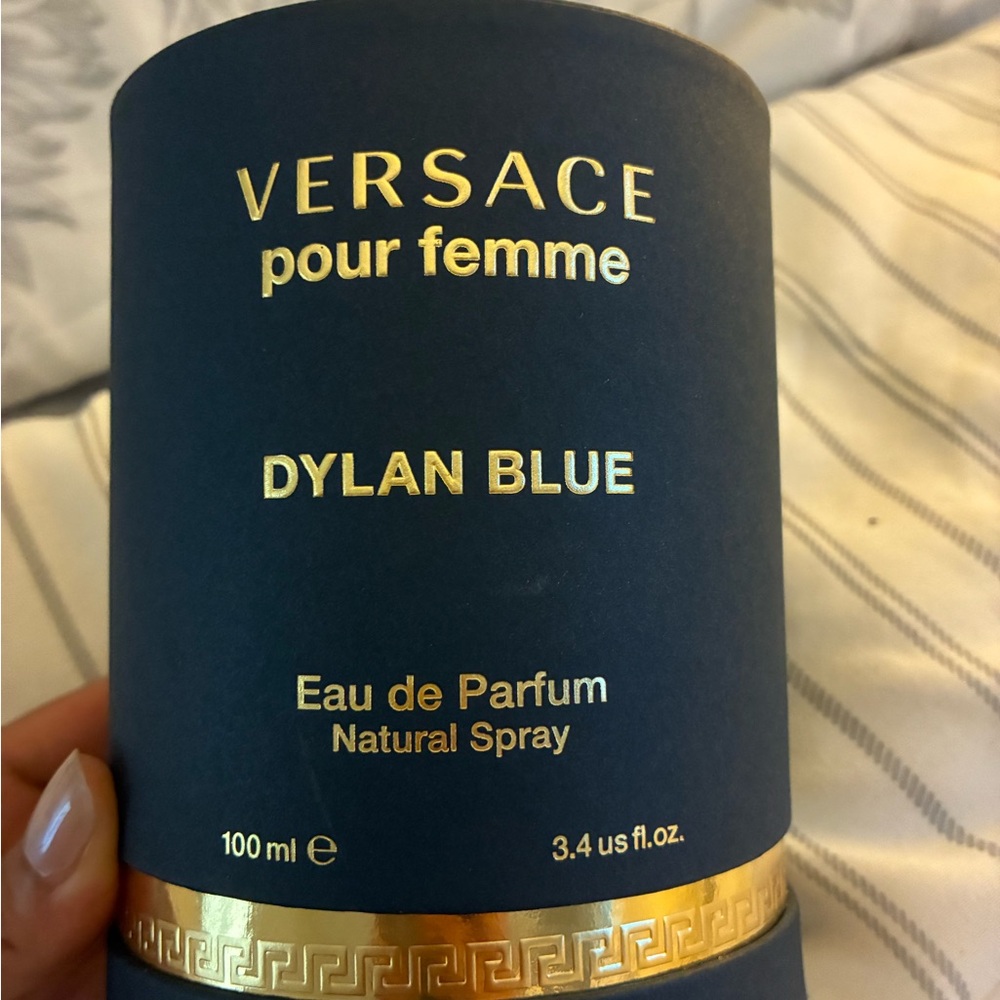 VERSACE
pour femme
DYLAN BLUE
Eau de Parfum
Natural Spray
100 ml ℮ 3.4 us fl.oz.